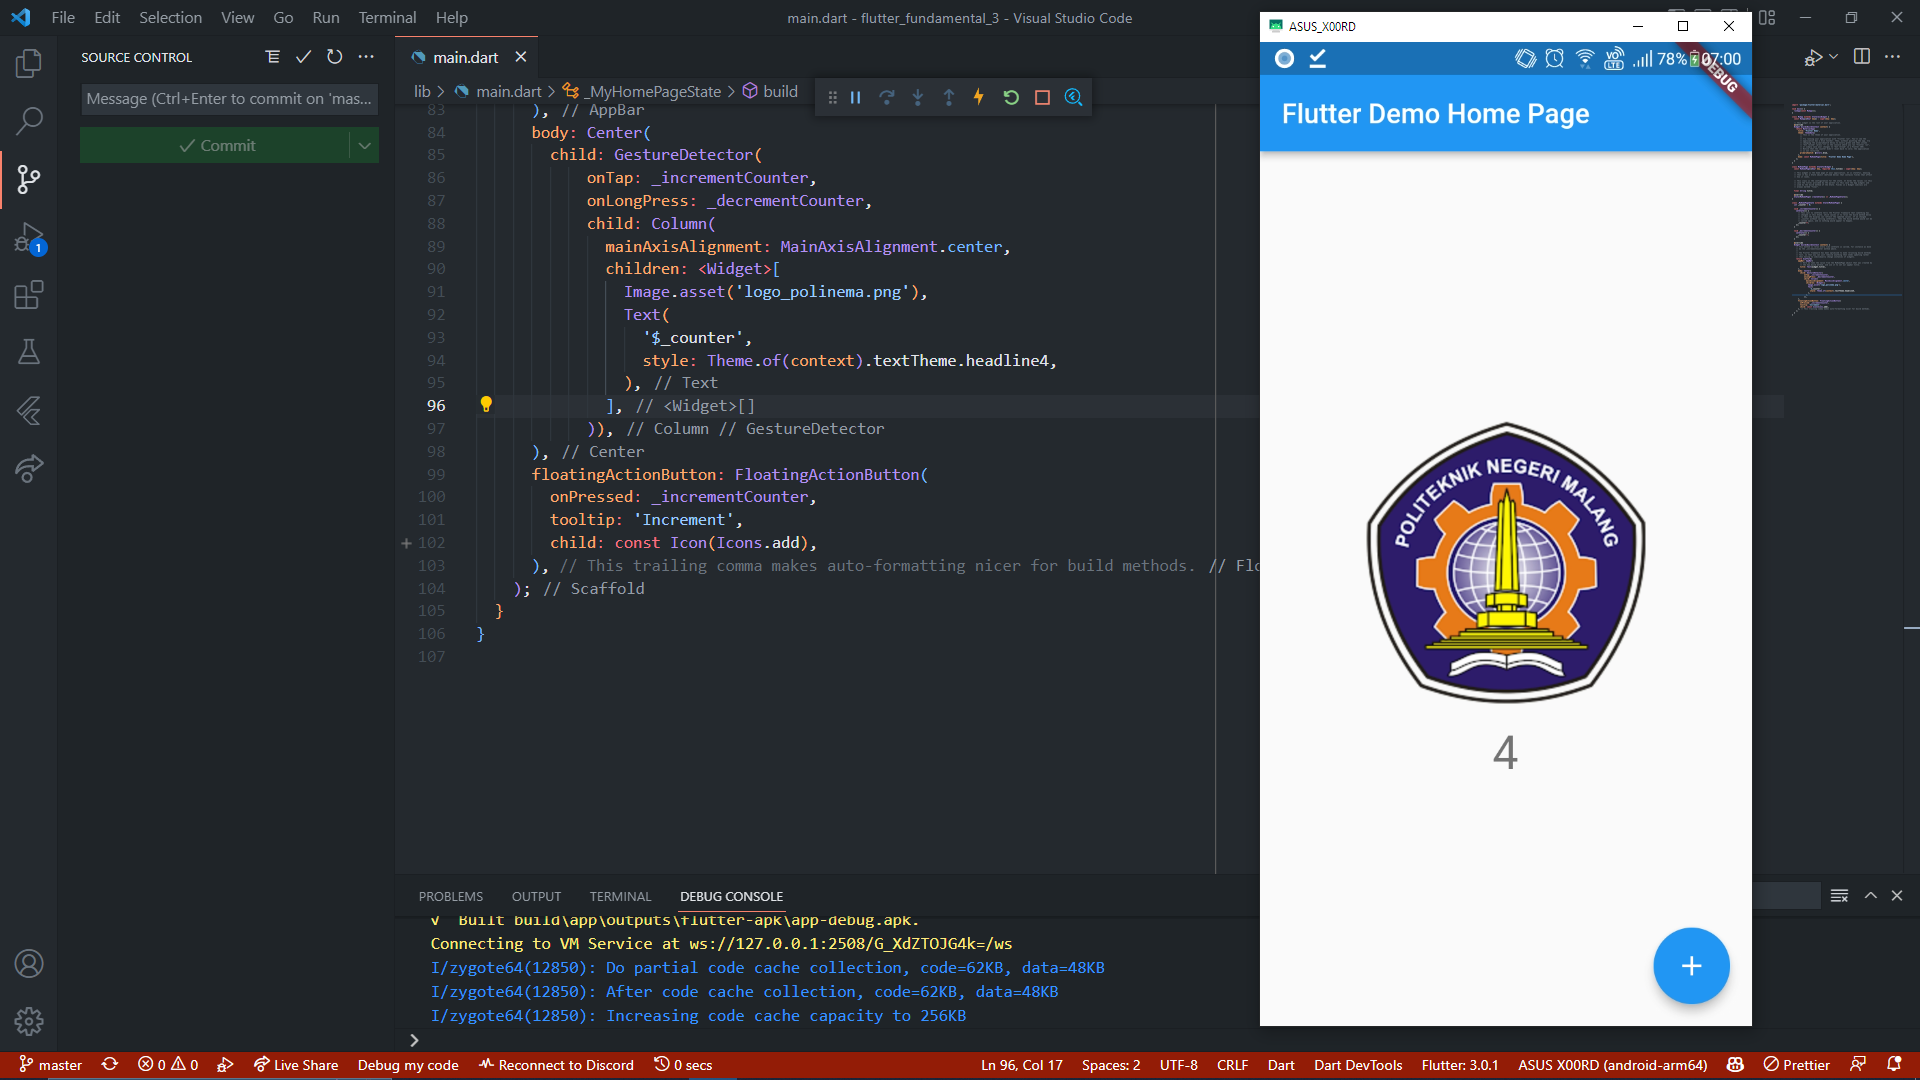 File Edit Selection View Go Run Terminal Help
main.dart - flutter_fundamental_3 - Visual Studio Code
SOURCE CONTROL
Message (Ctrl+Enter to commit on 'mas...
Commit
1
main.dart
lib > main.dart > _MyHomePageState > build
83 ), // AppBar
84 body: Center(
85 child: GestureDetector(
86 onTap: _incrementCounter,
87 onLongPress: _decrementCounter,
88 child: Column(
89 mainAxisAlignment: MainAxisAlignment.center,
90 children: <Widget>[
91 Image.asset('logo_polinema.png'),
92 Text(
93 '$_counter',
94 style: Theme.of(context).textTheme.headline4,
95 ), // Text
96 ], // <Widget>[]
97 )), // Column // GestureDetector
98 ), // Center
99 floatingActionButton: FloatingActionButton(
100 onPressed: _incrementCounter,
101 tooltip: 'Increment',
102 child: const Icon(Icons.add),
103 ), // This trailing comma makes auto-formatting nicer for build methods. // Flo
104 ); // Scaffold
105 }
106 }
107
PROBLEMS OUTPUT TERMINAL DEBUG CONSOLE
√ Built build\app\outputs\flutter-apk\app-debug.apk.
Connecting to VM Service at ws://127.0.0.1:2508/G_XdZTOJG4k=/ws
I/zygote64(12850): Do partial code cache collection, code=62KB, data=48KB
I/zygote64(12850): After code cache collection, code=62KB, data=48KB
I/zygote64(12850): Increasing code cache capacity to 256KB
ASUS_X00RD
VO LTE 78% 07:00
DEBUG
Flutter Demo Home Page
POLITEKNIK NEGERI MALANG
4
master 0 0 Live Share Debug my code Reconnect to Discord 0 secs
Ln 96, Col 17 Spaces: 2 UTF-8 CRLF Dart Dart DevTools Flutter: 3.0.1 ASUS X00RD (android-arm64) Prettier